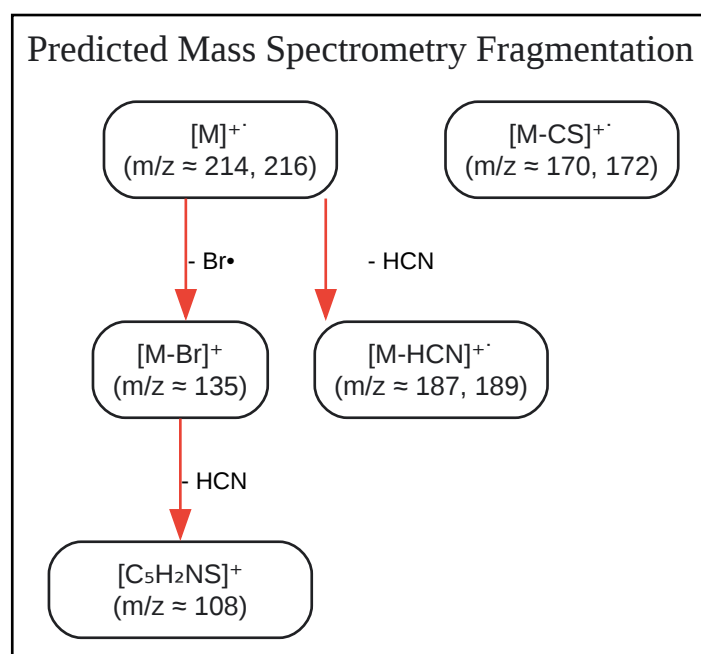 Predicted Mass Spectrometry Fragmentation
[M]⁺˙
(m/z ≈ 214, 216)
[M-CS]⁺˙
(m/z ≈ 170, 172)
- Br•
- HCN
[M-Br]⁺
(m/z ≈ 135)
[M-HCN]⁺˙
(m/z ≈ 187, 189)
- HCN
[C₅H₂NS]⁺
(m/z ≈ 108)